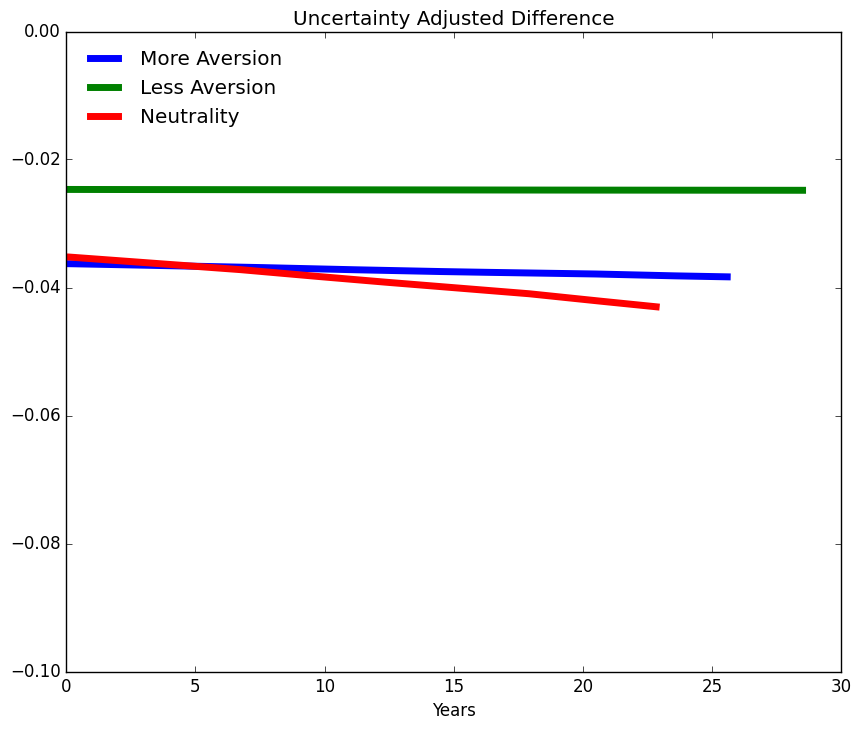 Uncertainty Adjusted Difference
0.00
−0.02
−0.04
−0.06
−0.08
−0.10
More Aversion
Less Aversion
Neutrality
0 5 10 15 20 25 30
Years